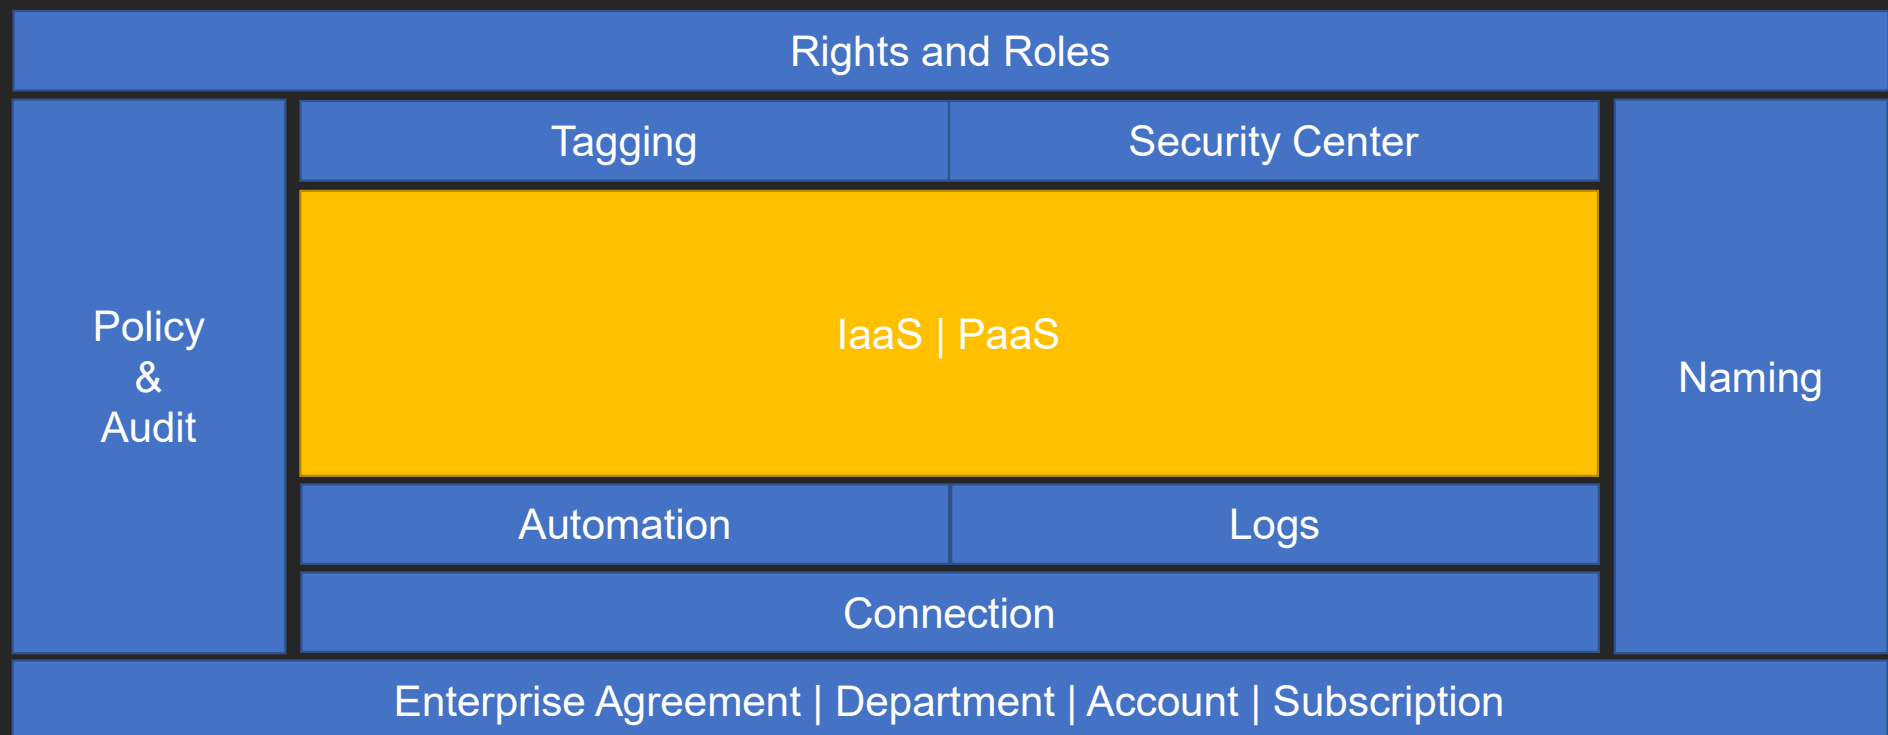 Rights and Roles
Tagging
Security Center
Policy
&
Audit
IaaS | PaaS
Naming
Automation
Logs
Connection
Enterprise Agreement | Department | Account | Subscription